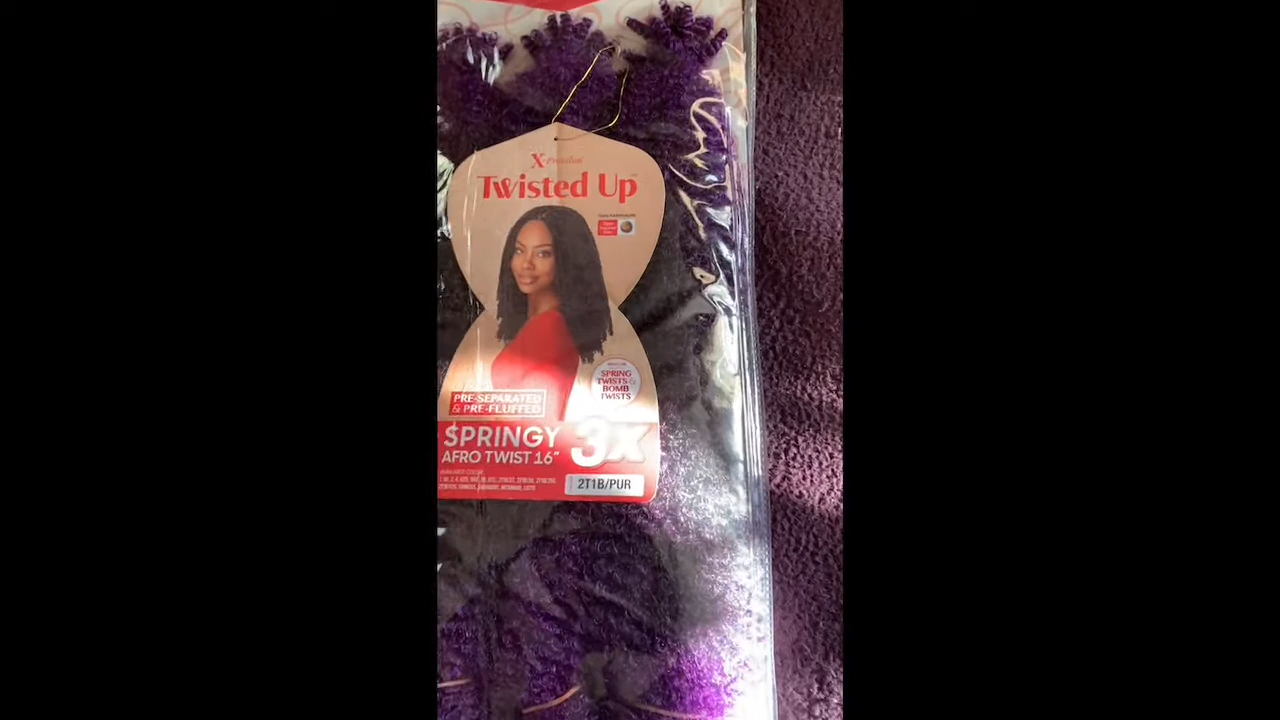 X-Pression
Twisted Up
SPRING
TWISTS &
BOMB
TWISTS
PRE-SEPARATED
& PRE-FLUFFED
SPRINGY
AFRO TWIST 16"
3X
2T1B/PUR